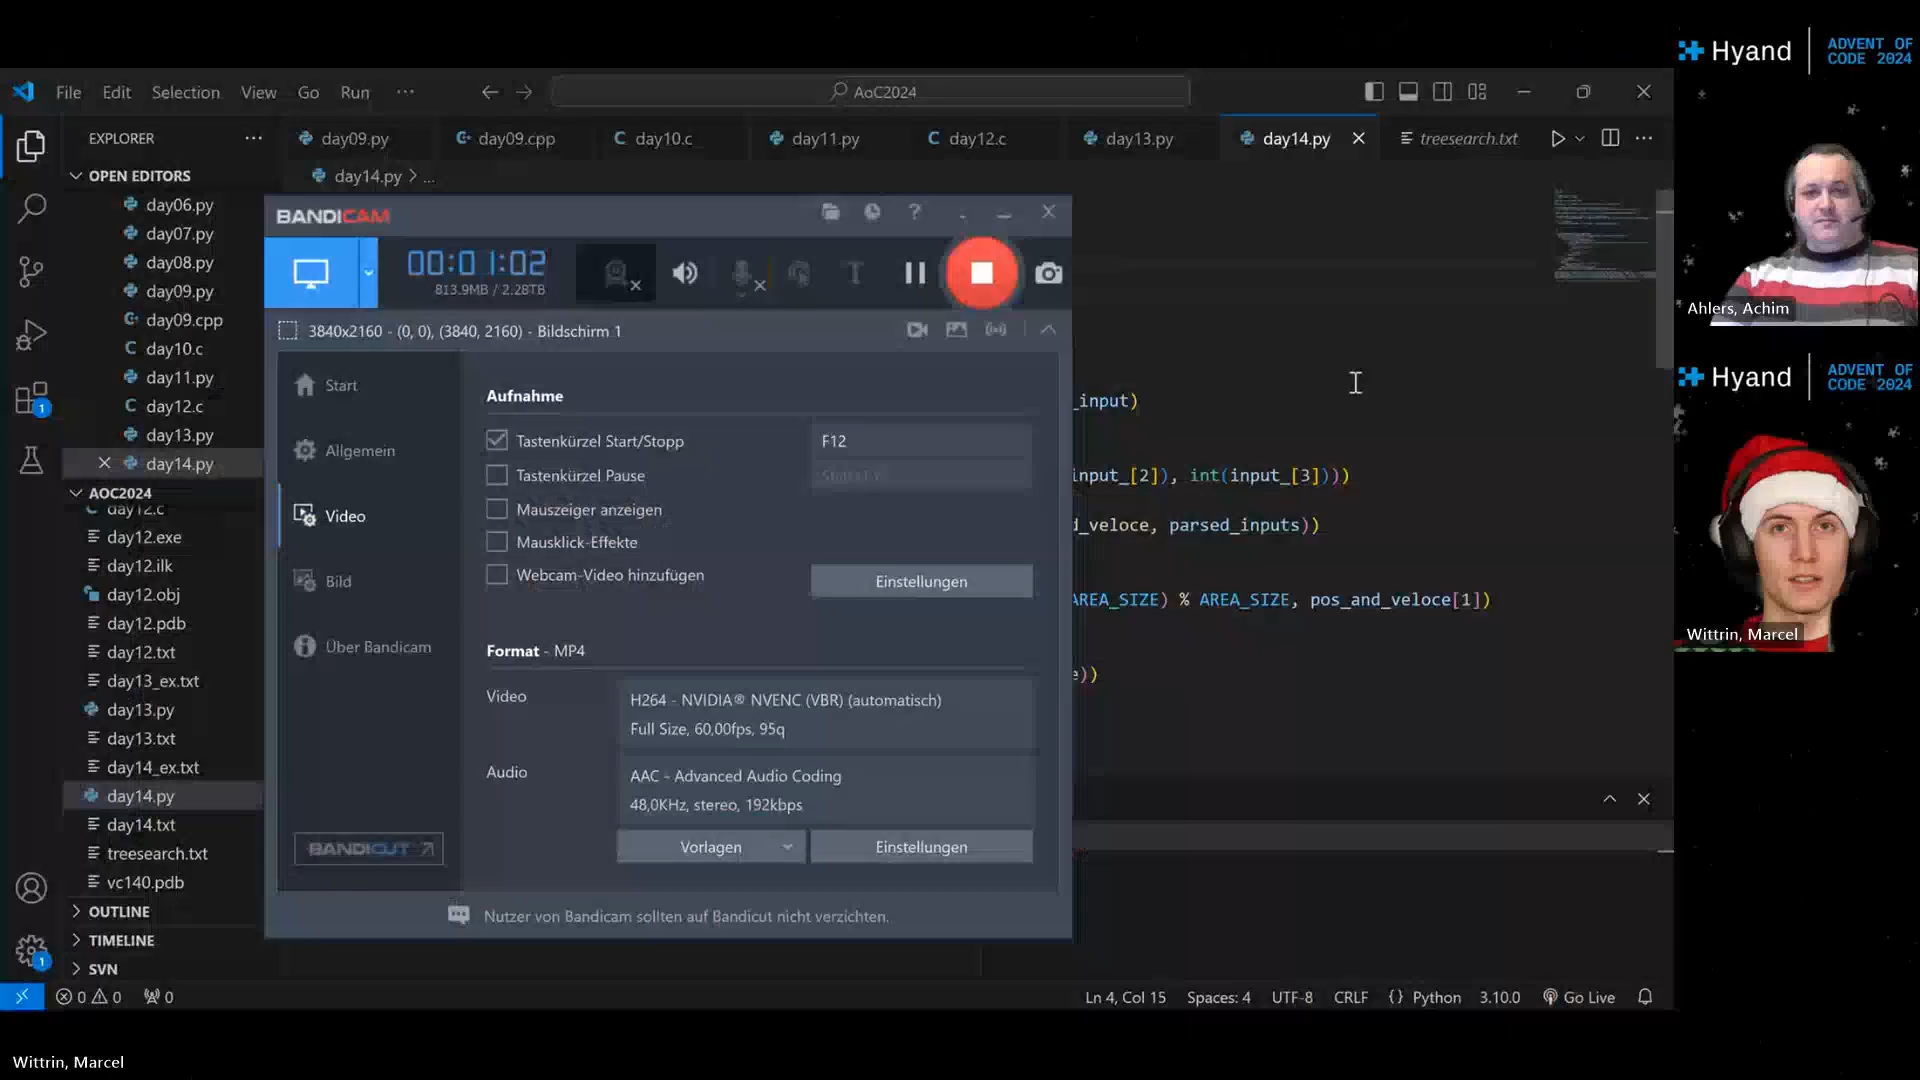 File Edit Selection View Go Run ··· AoC2024
EXPLORER ···
day09.py day09.cpp day10.c day11.py day12.c day13.py day14.py treesearch.txt
OPEN EDITORS
day14.py > ...
day06.py
day07.py
day08.py
day09.py
day09.cpp
day10.c
day11.py
day12.c
day13.py
day14.py
AOC2024
day12.c
day12.exe
day12.ilk
day12.obj
day12.pdb
day12.txt
day13_ex.txt
day13.py
day13.txt
day14_ex.txt
day14.py
day14.txt
treesearch.txt
vc140.pdb
OUTLINE
TIMELINE
SVN
BANDICAM
00:01:02
813.9MB / 2.28TB
3840x2160 - (0, 0), (3840, 2160) - Bildschirm 1
Start
Allgemein
Video
Bild
Über Bandicam
BANDICUT
Aufnahme
Tastenkürzel Start/Stopp F12
Tastenkürzel Pause
Mauszeiger anzeigen
Mausklick-Effekte
Webcam-Video hinzufügen Einstellungen
Format - MP4
Video
H264 - NVIDIA® NVENC (VBR) (automatisch)
Full Size, 60,00fps, 95q
Audio
AAC - Advanced Audio Coding
48,0KHz, stereo, 192kbps
Vorlagen Einstellungen
Nutzer von Bandicam sollten auf Bandicut nicht verzichten.
_input)
input_[2]), int(input_[3])))
d_veloce, parsed_inputs))
AREA_SIZE) % AREA_SIZE, pos_and_veloce[1])
e))
0 0 0 Ln 4, Col 15 Spaces: 4 UTF-8 CRLF {} Python 3.10.0 Go Live
1
1
Hyand ADVENT OF
CODE 2024
Ahlers, Achim
Hyand ADVENT OF
CODE 2024
Wittrin, Marcel
Wittrin, Marcel